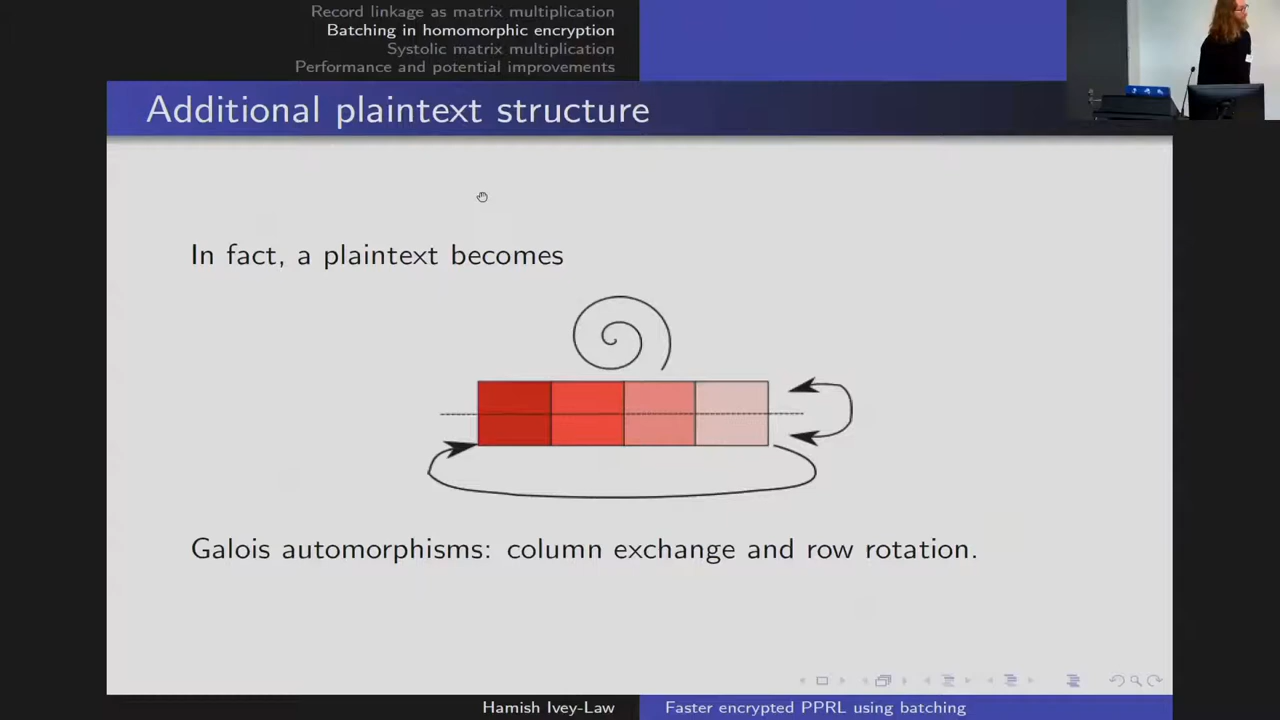 Record linkage as matrix multiplication
Batching in homomorphic encryption
Systolic matrix multiplication
Performance and potential improvements
Additional plaintext structure
In fact, a plaintext becomes
Galois automorphisms: column exchange and row rotation.
Hamish Ivey-Law
Faster encrypted PPRL using batching